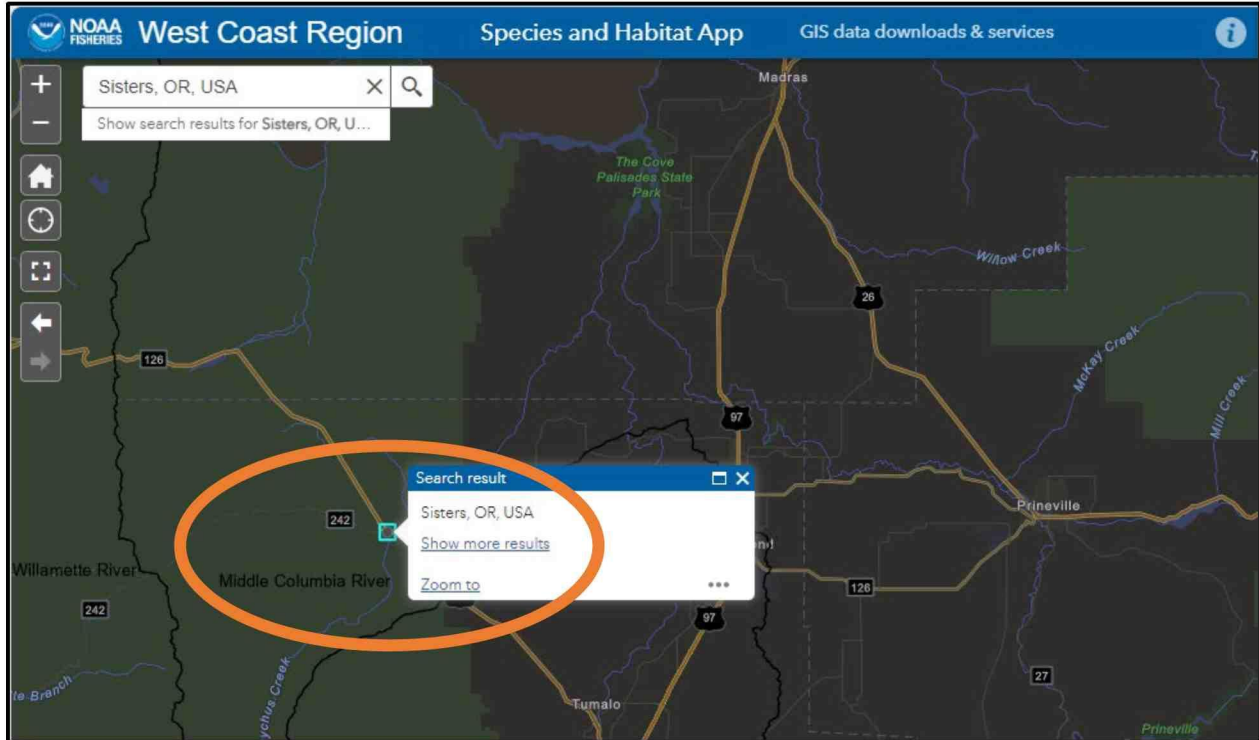 NOAA
FISHERIES
West Coast Region
Species and Habitat App
GIS data downloads & services
i
+
Sisters, OR, USA
−
Show search results for Sisters, OR, U...
Madras
The Cove
Palisades State
Park
Willow Creek
26
126
McKay Creek
Mill Creek
97
Search result
Sisters, OR, USA
Show more results
Zoom to
242
Prineville
Willamette River
Middle Columbia River
242
126
97
27
Tumalo
Prineville